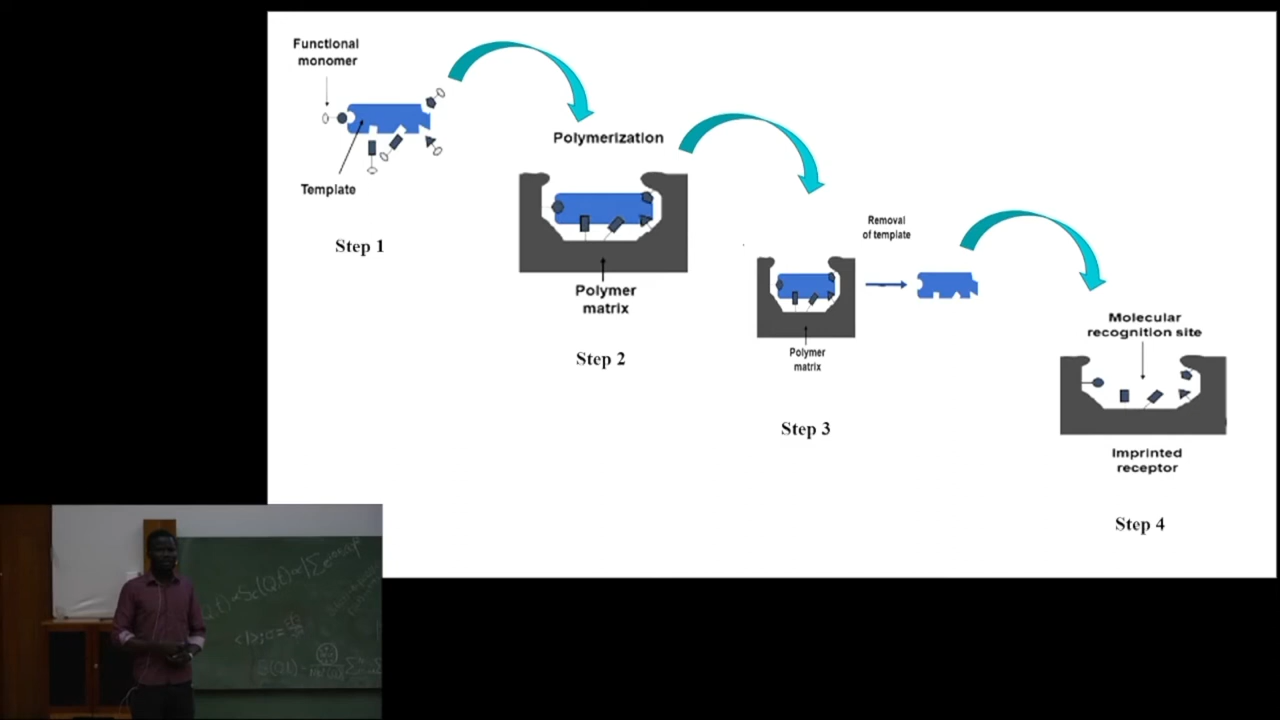 Functional
monomer
Template
Step 1
Polymerization
Polymer
matrix
Step 2
Removal
of template
Polymer
matrix
Step 3
Molecular
recognition site
Imprinted
receptor
Step 4